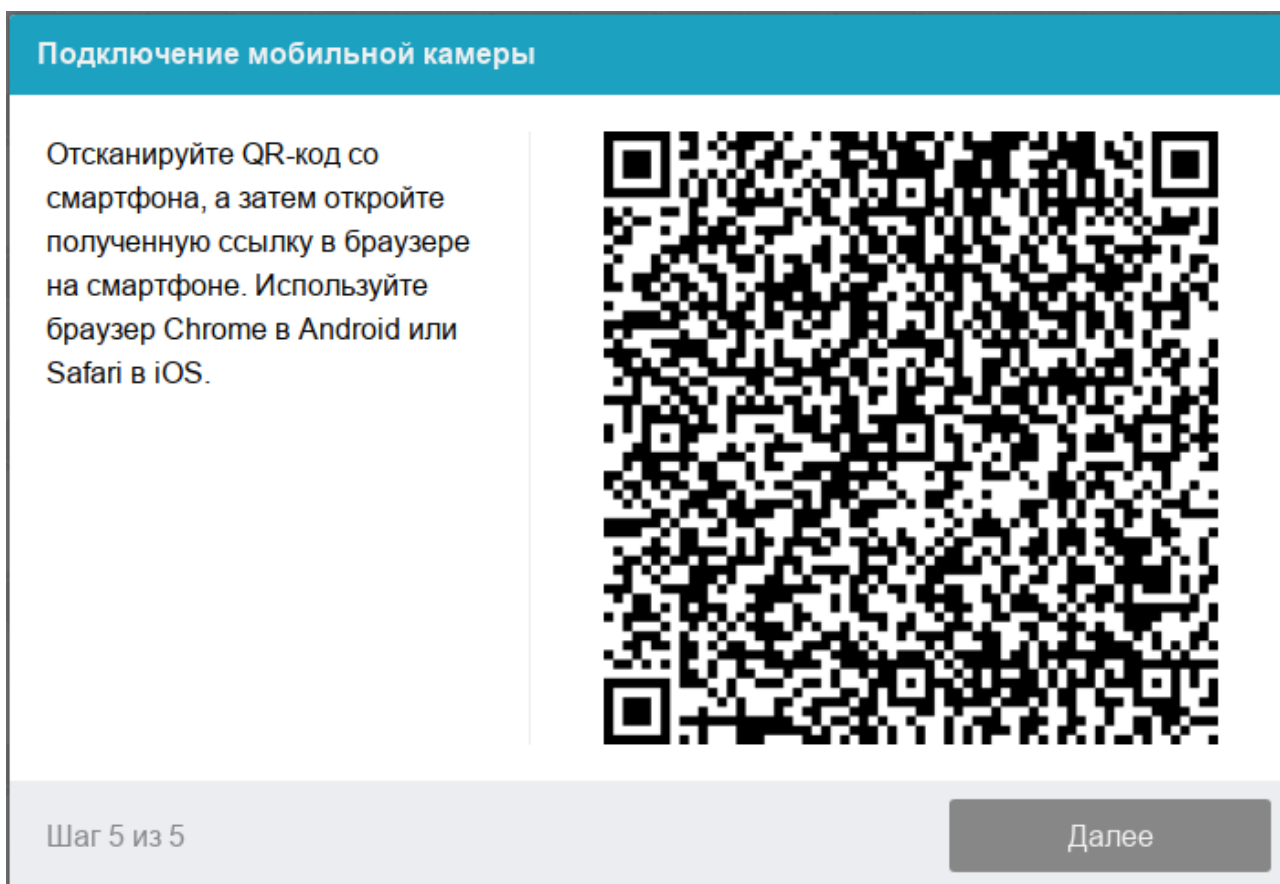 Подключение мобильной камеры
Отсканируйте QR-код со
смартфона, а затем откройте
полученную ссылку в браузере
на смартфоне. Используйте
браузер Chrome в Android или
Safari в iOS.
Шаг 5 из 5
Далее